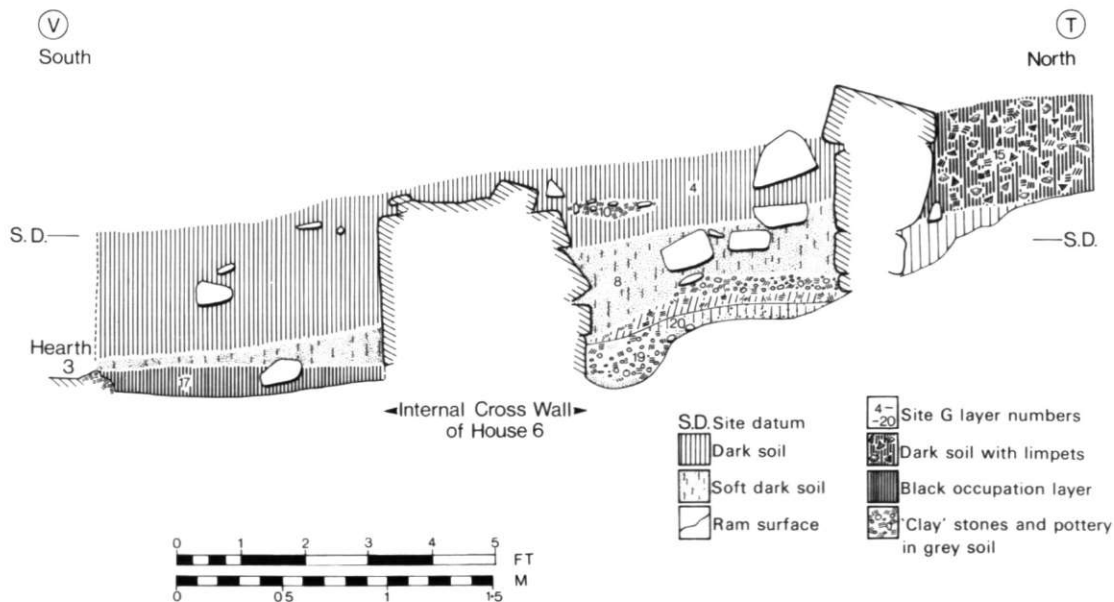 V
South
T
North
S.D.
4
15
10
S.D.
8
Hearth
3
20
19
17
Internal Cross Wall
of House 6
S.D. Site datum
Dark soil
Soft dark soil
Ram surface
4–
-20
Site G layer numbers
Dark soil with limpets
Black occupation layer
'Clay' stones and pottery
in grey soil
0 1 2 3 4 5 FT
M
0 0·5 1 1·5